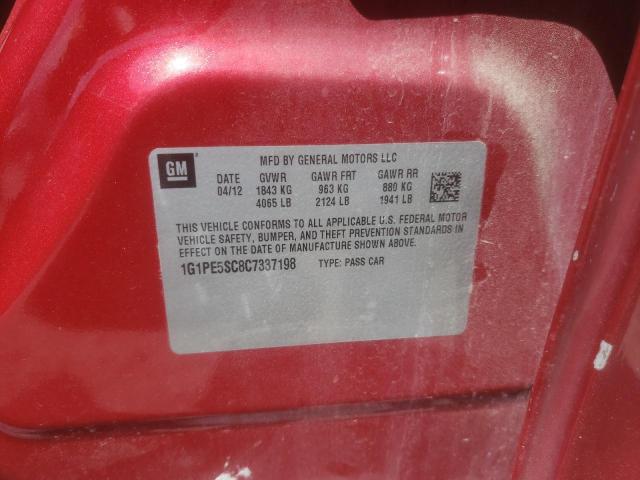 GM
MFD BY GENERAL MOTORS LLC
DATE GVWR GAWR FRT GAWR RR
04/12 1843 KG 963 KG 880 KG
4065 LB 2124 LB 1941 LB
THIS VEHICLE CONFORMS TO ALL APPLICABLE U.S. FEDERAL MOTOR
VEHICLE SAFETY, BUMPER, AND THEFT PREVENTION STANDARDS IN
EFFECT ON THE DATE OF MANUFACTURE SHOWN ABOVE.
1G1PE5SC8C7337198 TYPE: PASS CAR